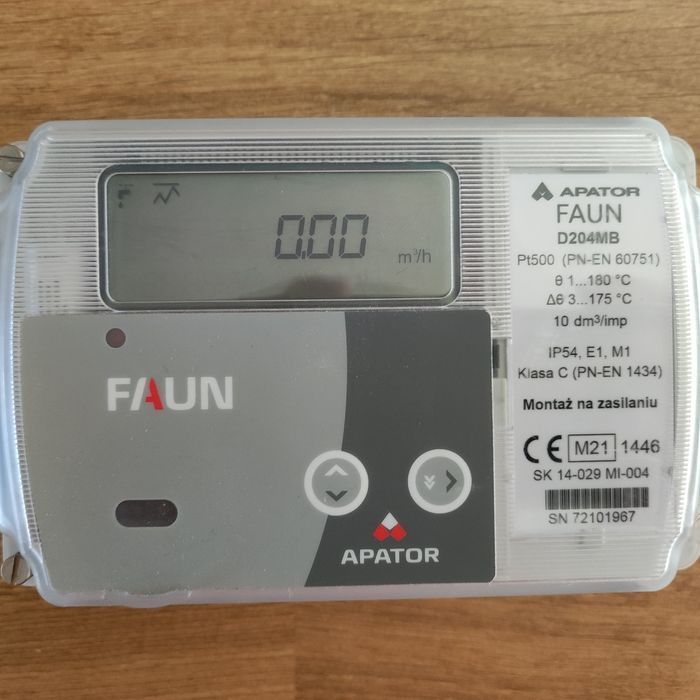 0.00 m³/h
FAUN
APATOR
APATOR
FAUN
D204MB
Pt500 (PN-EN 60751)
θ 1...180 °C
Δθ 3...175 °C
10 dm³/imp
IP54, E1, M1
Klasa C (PN-EN 1434)
Montaż na zasilaniu
CE M21 1446
SK 14-029 MI-004
SN 72101967